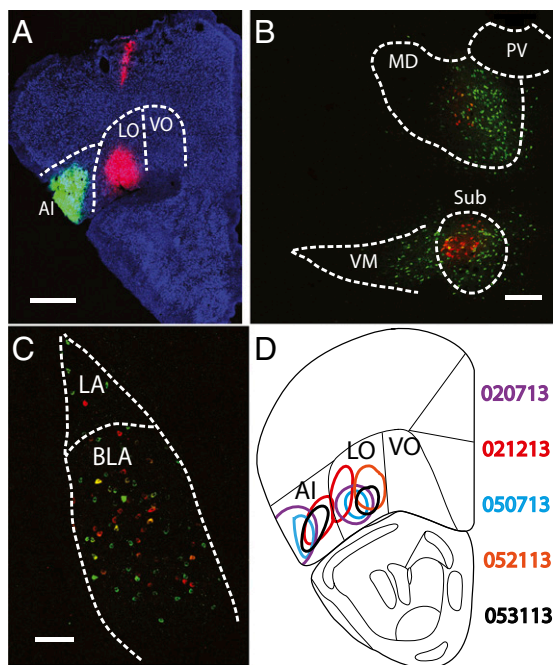 A
LO
VO
AI
B
MD
PV
Sub
VM
C
LA
BLA
D
LO
VO
AI
020713
021213
050713
052113
053113